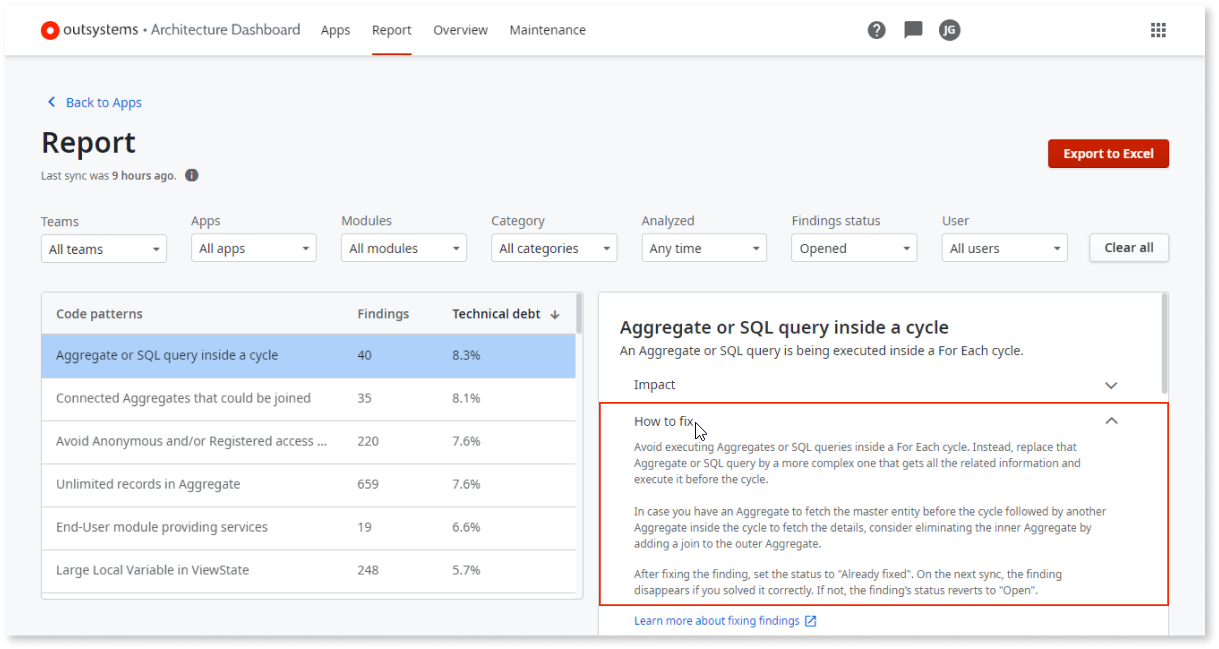 outsystems • Architecture Dashboard Apps Report Overview Maintenance ? JG
Back to Apps
Report
Export to Excel
Last sync was 9 hours ago. i
Teams Apps Modules Category Analyzed Findings status User
All teams All apps All modules All categories Any time Opened All users Clear all
Code patterns Findings Technical debt
Aggregate or SQL query inside a cycle 40 8.3%
Connected Aggregates that could be joined 35 8.1%
Avoid Anonymous and/or Registered access ... 220 7.6%
Unlimited records in Aggregate 659 7.6%
End-User module providing services 19 6.6%
Large Local Variable in ViewState 248 5.7%
Aggregate or SQL query inside a cycle
An Aggregate or SQL query is being executed inside a For Each cycle.
Impact
How to fix
Avoid executing Aggregates or SQL queries inside a For Each cycle. Instead, replace that
Aggregate or SQL query by a more complex one that gets all the related information and
execute it before the cycle.
In case you have an Aggregate to fetch the master entity before the cycle followed by another
Aggregate inside the cycle to fetch the details, consider eliminating the inner Aggregate by
adding a join to the outer Aggregate.
After fixing the finding, set the status to "Already fixed". On the next sync, the finding
disappears if you solved it correctly. If not, the finding's status reverts to "Open".
Learn more about fixing findings